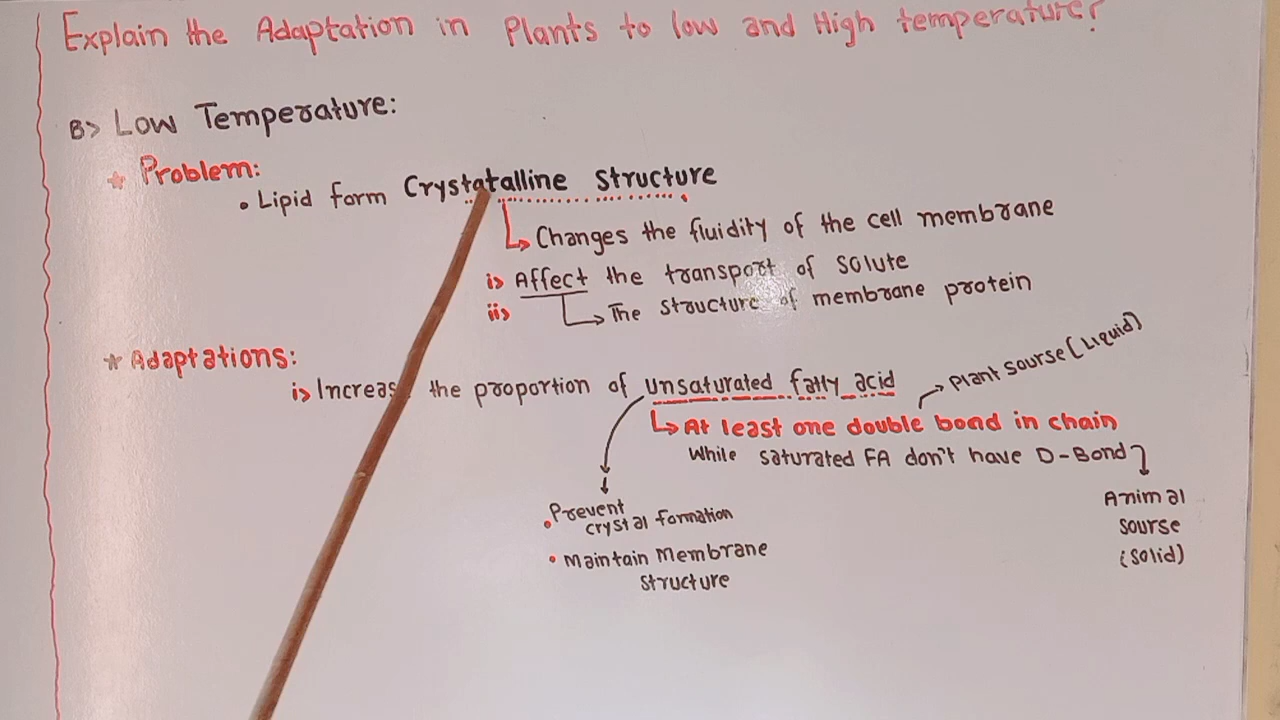 Explain the Adaptation in Plants to low and High temperature?
B> Low Temperature:
* Problem:
• Lipid form Crystatalline Structure
↳ Changes the fluidity of the cell membrane
i> Affect the transport of Solute
ii> → The structure of membrane protein
* Adaptations:
i> Increas the proportion of unsaturated fatty acid
→ Plant sourse (Liquid)
↳ At least one double bond in chain
While saturated FA don't have D-Bond
Animal
sourse
(Solid)
• Prevent
crystal formation
• Maintain Membrane
structure